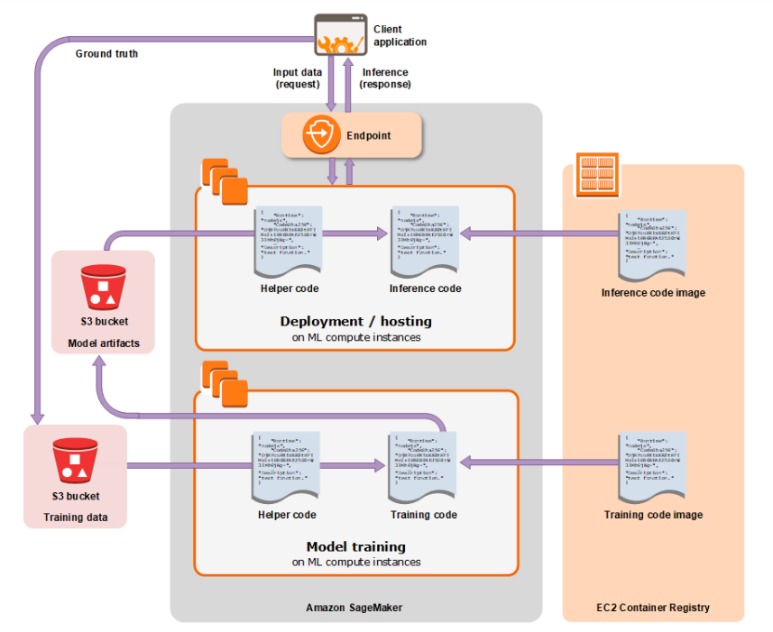 Client
application
Ground truth
Input data
(request)
Inference
(response)
Endpoint
Helper code
Inference code
Inference code image
Deployment / hosting
on ML compute instances
S3 bucket
Model artifacts
S3 bucket
Training data
Helper code
Training code
Training code image
Model training
on ML compute instances
Amazon SageMaker
EC2 Container Registry